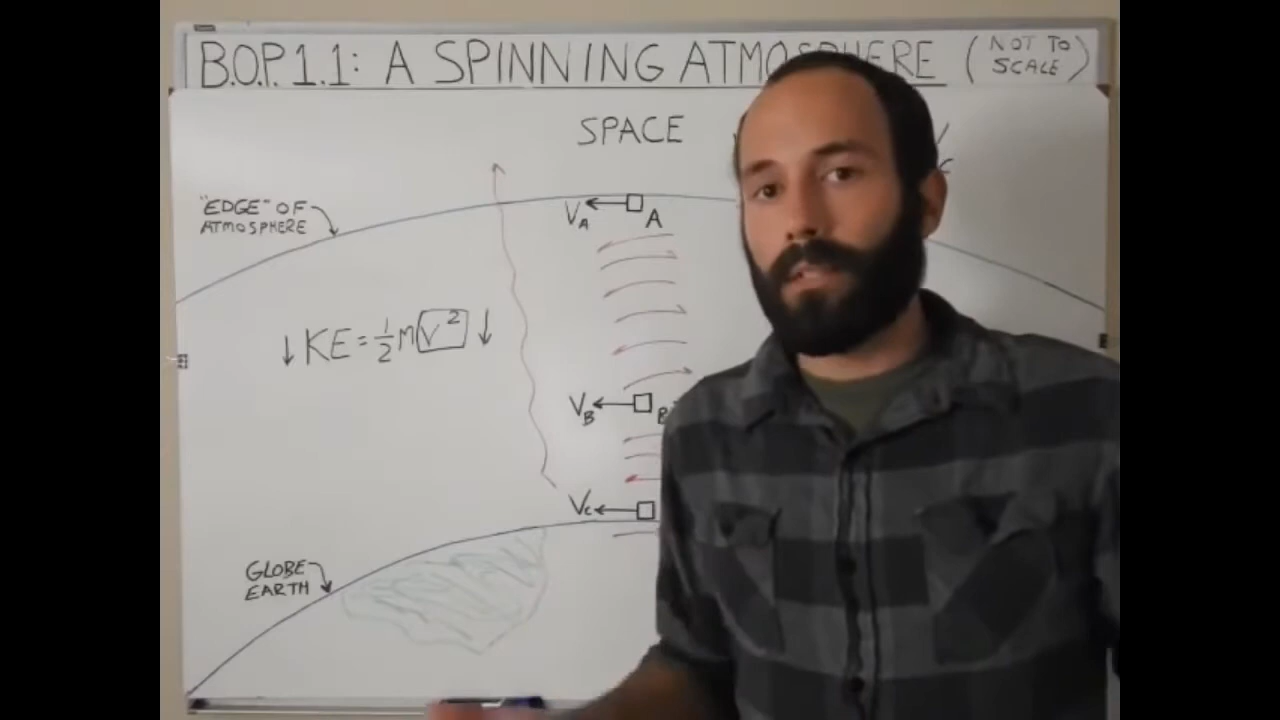 B.O.P. 1.1: A SPINNING ATMOSPHERE (NOT TO
SCALE)
SPACE
"EDGE" OF
ATMOSPHERE
VA
A
↓ KE = 1/2 M V² ↓
VB
B
VC
GLOBE
EARTH